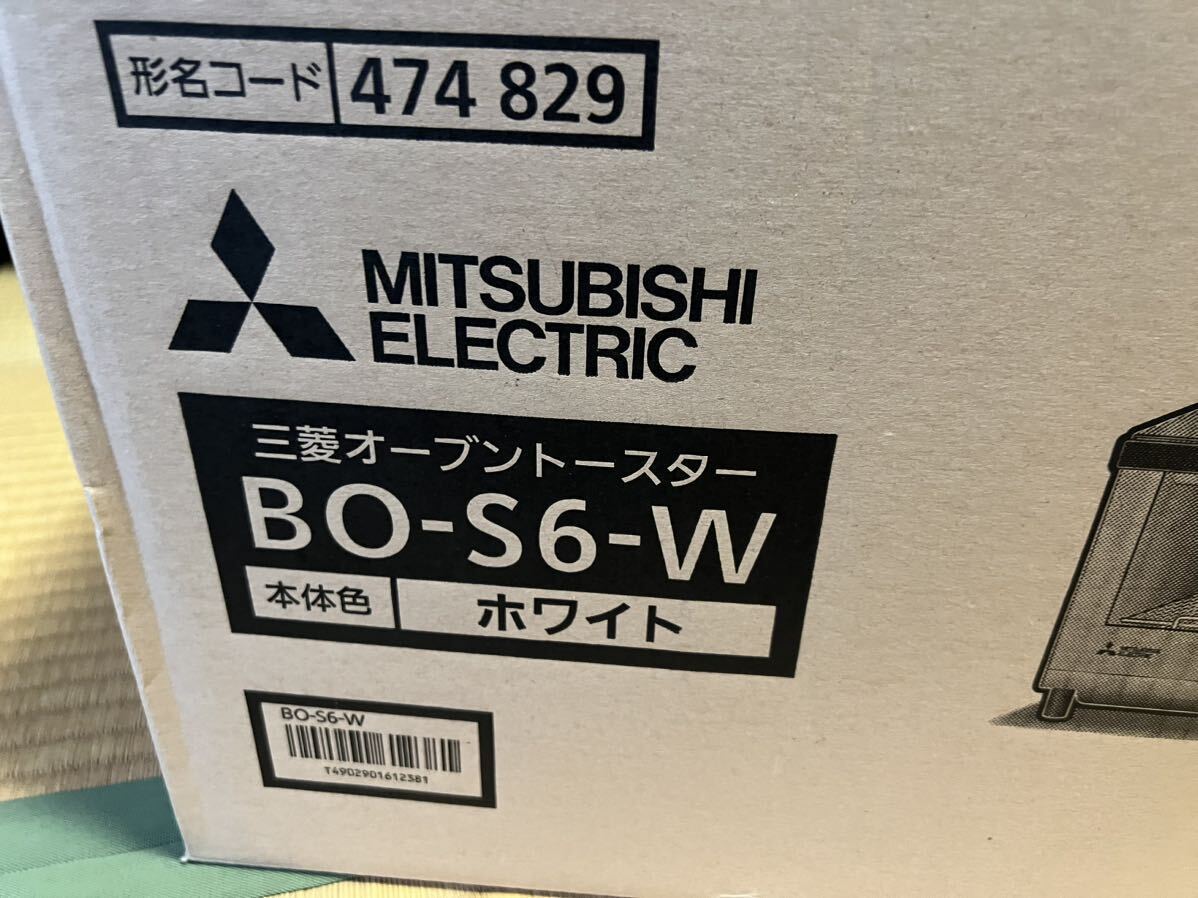 形名コード 474 829
MITSUBISHI
ELECTRIC
三菱オーブントースター
BO-S6-W
本体色 ホワイト
BO-S6-W
T4902901612381